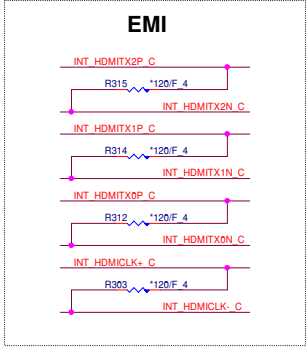 EMI
INT_HDMITX2P_C
R315 *120/F_4
INT_HDMITX2N_C
INT_HDMITX1P_C
R314 *120/F_4
INT_HDMITX1N_C
INT_HDMITX0P_C
R312 *120/F_4
INT_HDMITX0N_C
INT_HDMICLK+_C
R303 *120/F_4
INT_HDMICLK-_C